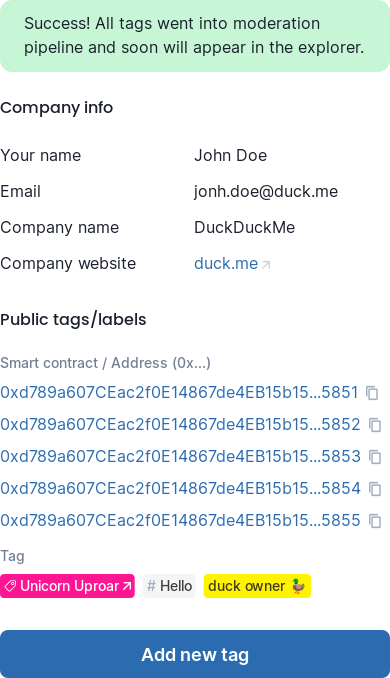 Success! All tags went into moderation
pipeline and soon will appear in the explorer.
Company info
Your name John Doe
Email jonh.doe@duck.me
Company name DuckDuckMe
Company website duck.me
Public tags/labels
Smart contract / Address (0x...)
0xd789a607CEac2f0E14867de4EB15b15...5851
0xd789a607CEac2f0E14867de4EB15b15...5852
0xd789a607CEac2f0E14867de4EB15b15...5853
0xd789a607CEac2f0E14867de4EB15b15...5854
0xd789a607CEac2f0E14867de4EB15b15...5855
Tag
Unicorn Uproar # Hello duck owner 🦆
Add new tag